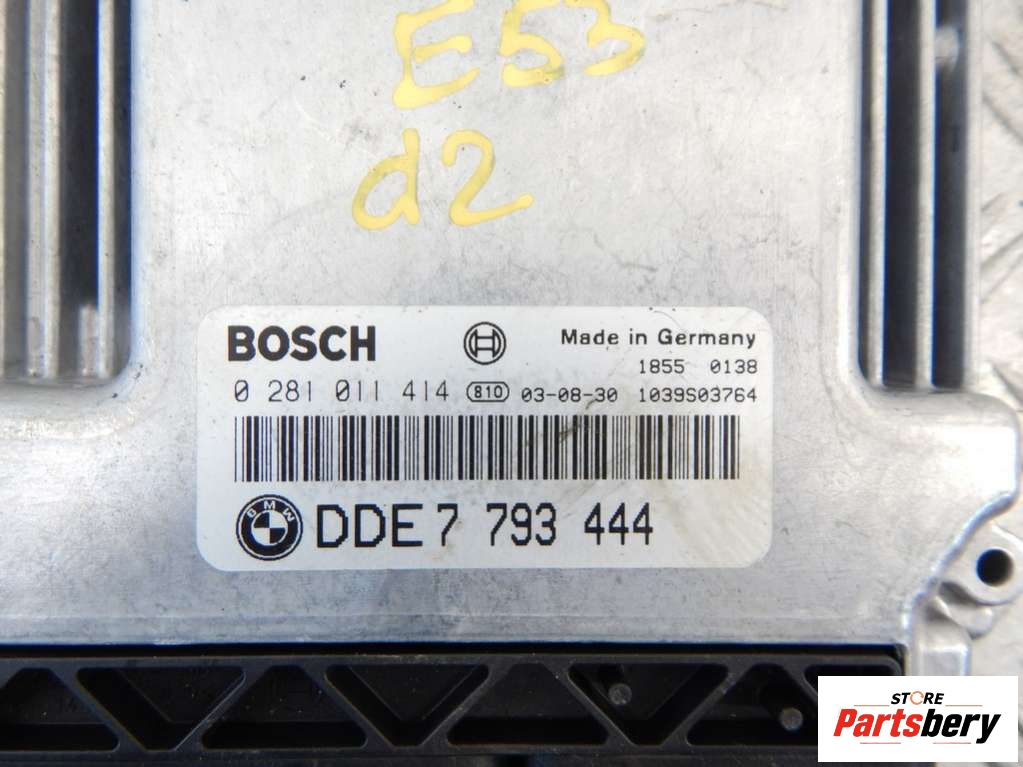 E53
d2
BOSCH
Made in Germany
1855 0138
0 281 011 414 810 03-08-30 1039S03764
BMW
DDE 7 793 444
STORE
Partsbery